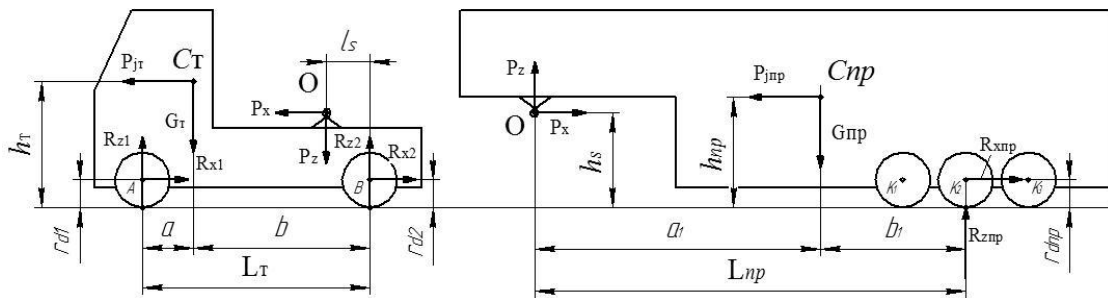 Pjт
Cт
ls
O
Px
Gт
Rz1
Rx1
Pz
Rz2
Rx2
hт
A
B
rd1
a
b
rd2
Lт
Pz
Pjпр
Cпр
O
Px
Gпр
hs
hпр
Rxпр
K1
K2
K3
a1
b1
Rzпр
rdпр
Lпр